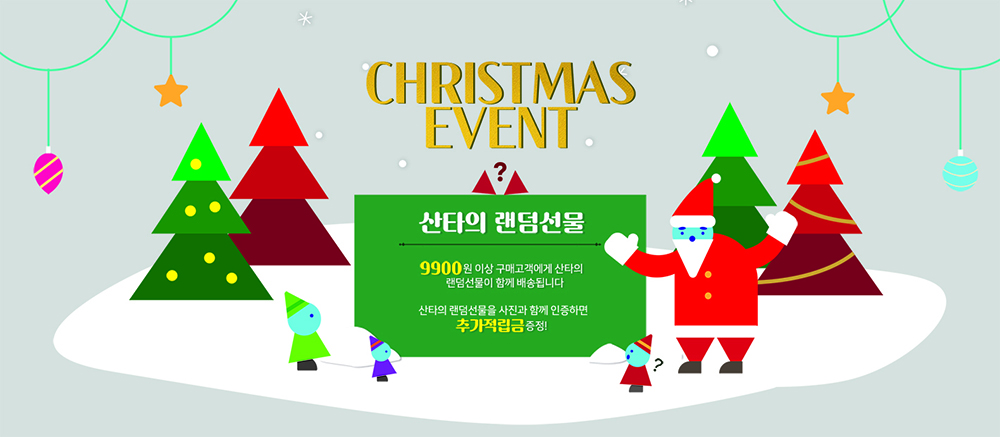 CHRISTMAS
EVENT
?
산타의 랜덤선물
9900원 이상 구매고객에게 산타의
랜덤선물이 함께 배송됩니다
산타의 랜덤선물을 사진과 함께 인증하면
추가적립금증정!
?